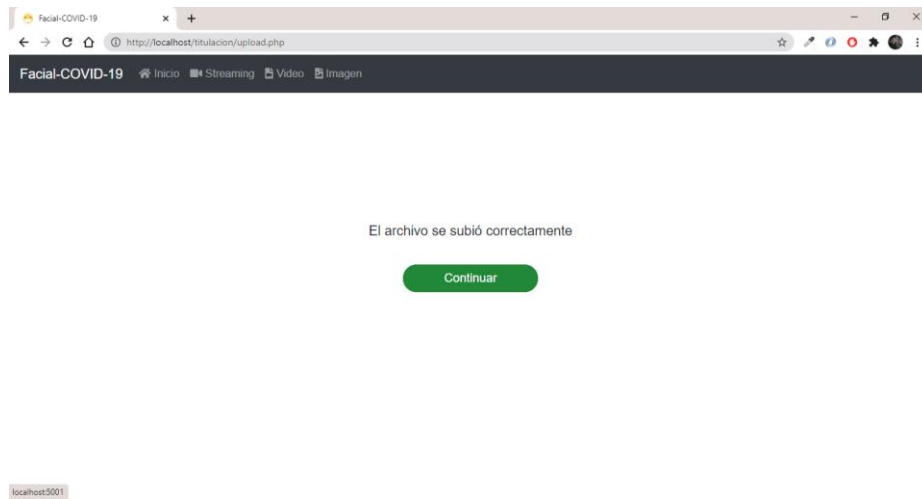 Facial-COVID-19
http://localhost/titulacion/upload.php
Facial-COVID-19 Inicio Streaming Video Imagen
El archivo se subió correctamente
Continuar
localhost:5001